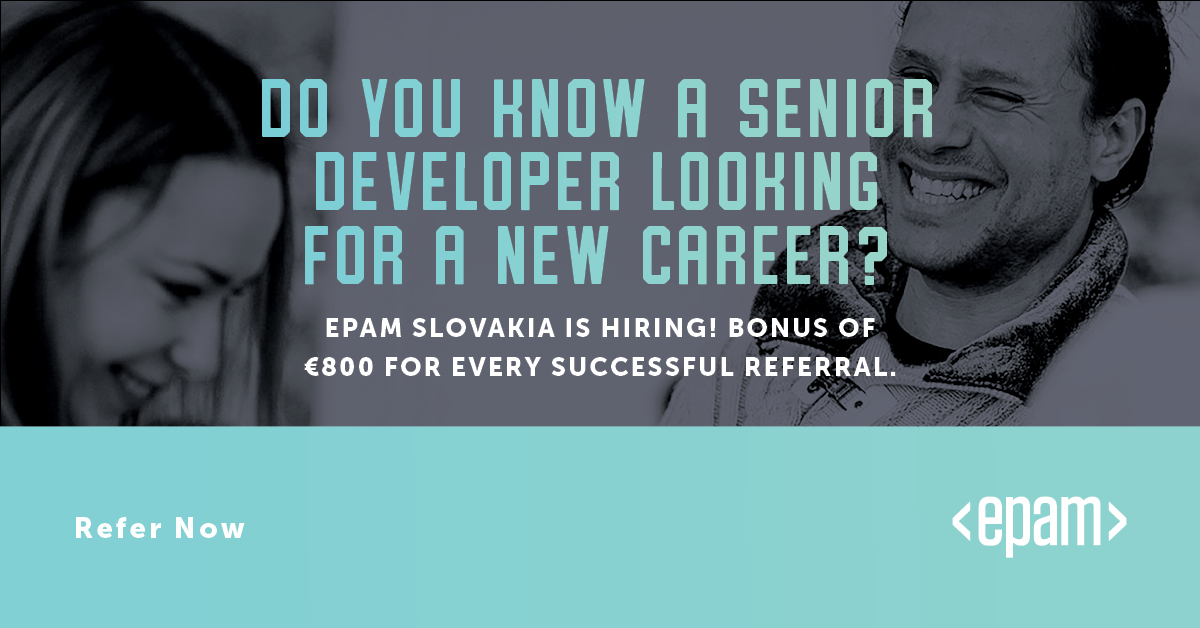 DO YOU KNOW A SENIOR
DEVELOPER LOOKING
FOR A NEW CAREER?
EPAM SLOVAKIA IS HIRING! BONUS OF
€800 FOR EVERY SUCCESSFUL REFERRAL.
Refer Now
<epam>